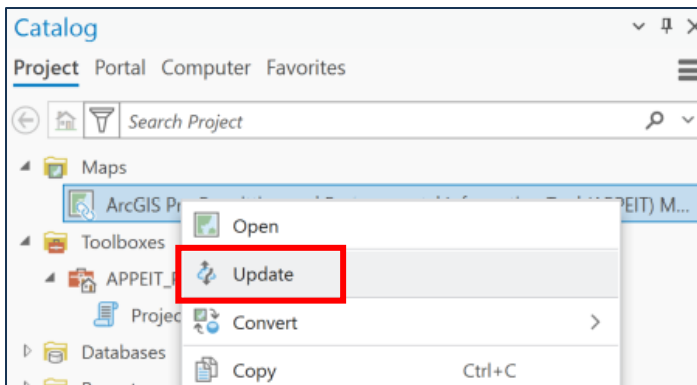 Catalog
Project Portal Computer Favorites
Search Project
Maps
ArcGIS Pr EIT) M...
Open
Toolboxes
Update
APPEIT_
Projec
Convert
Databases
Copy Ctrl+C